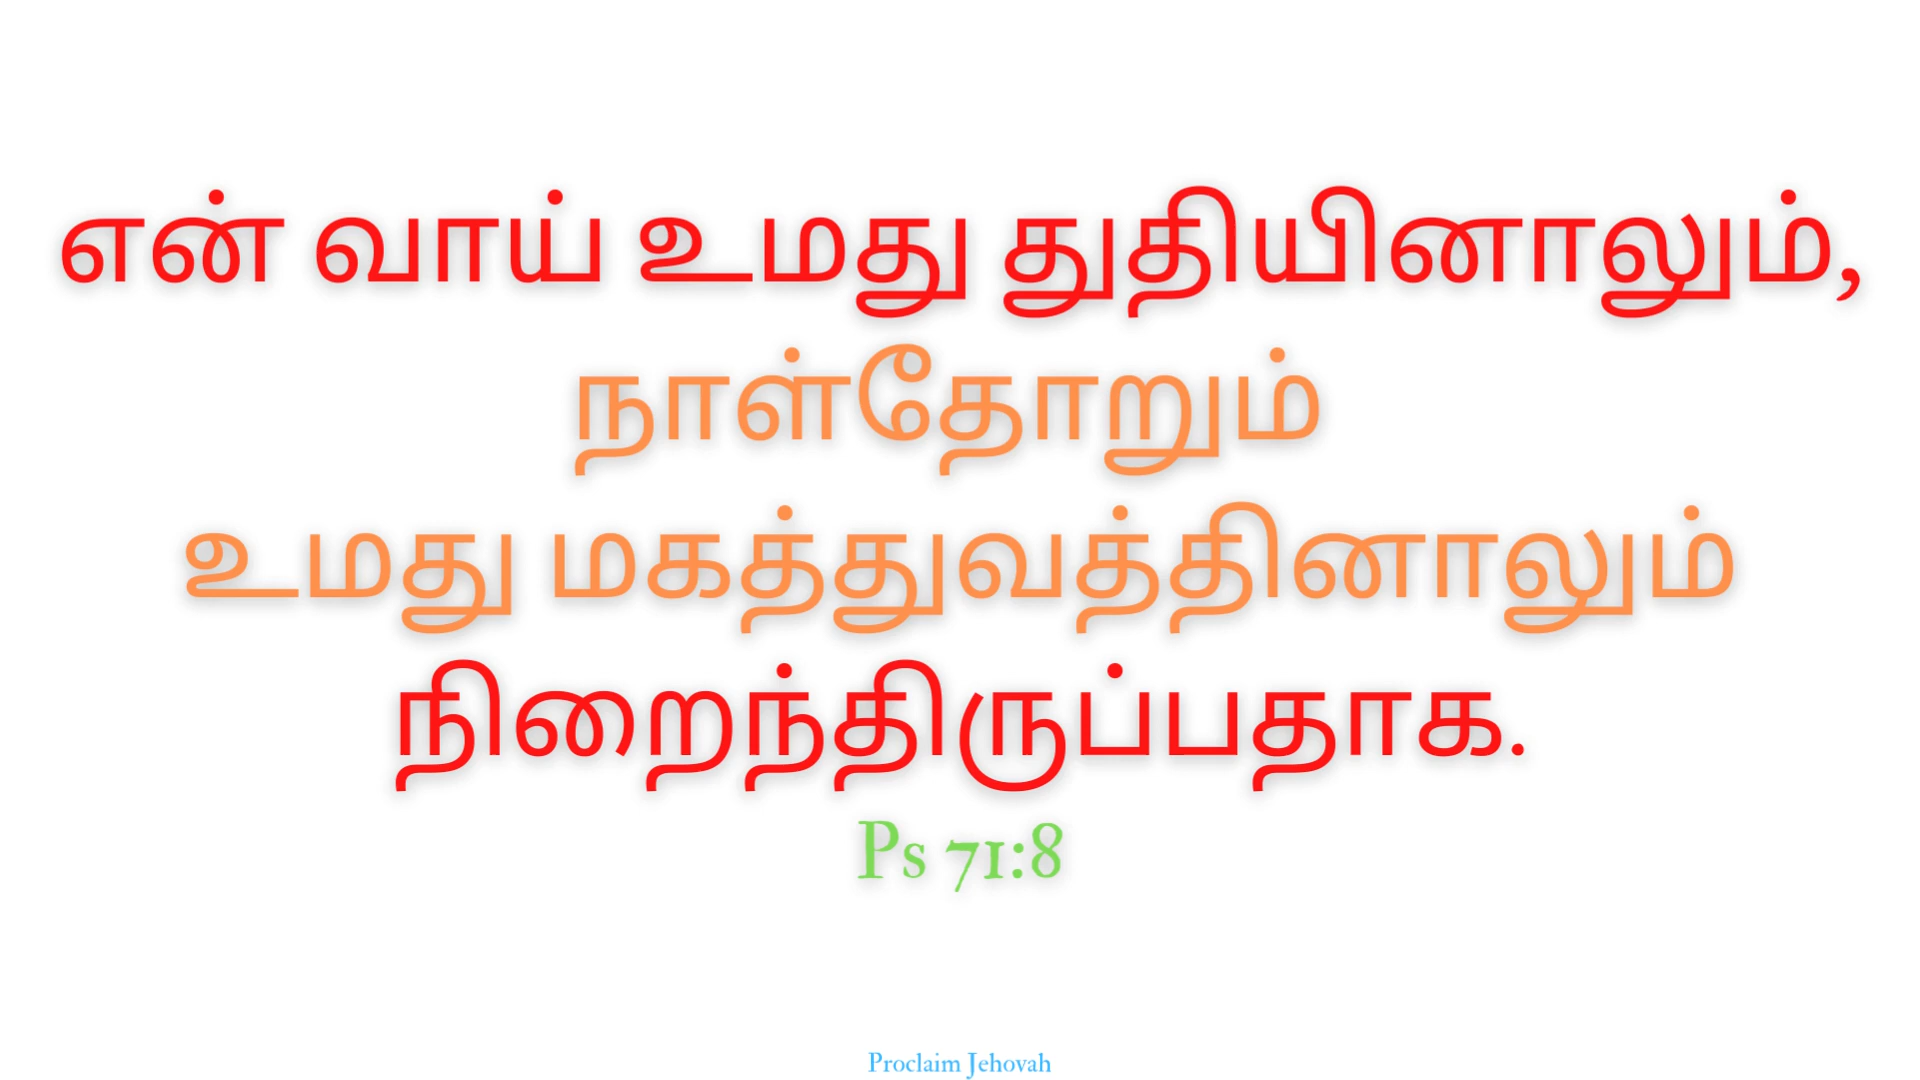 என் வாய் உமது துதியினாலும்,
நாள்தோறும்
உமது மகத்துவத்தினாலும்
நிறைந்திருப்பதாக.
Ps 71:8
Proclaim Jehovah